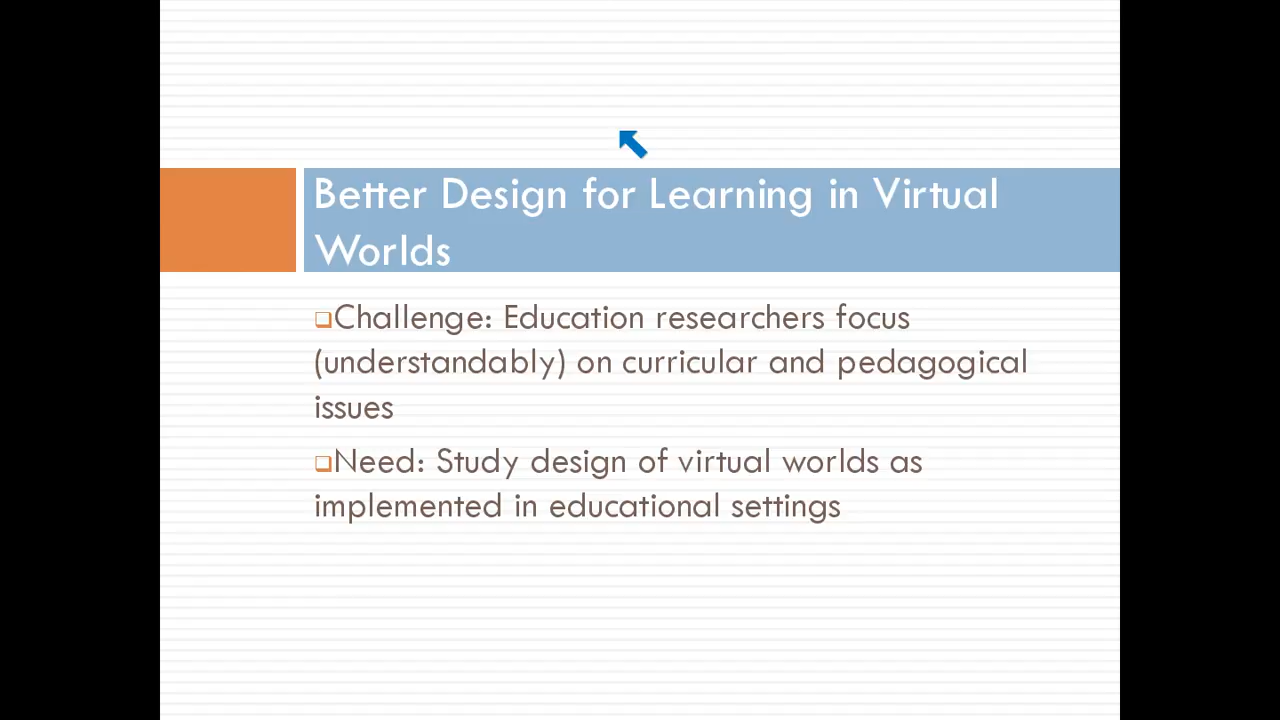 Better Design for Learning in Virtual
Worlds
❑Challenge: Education researchers focus
(understandably) on curricular and pedagogical
issues
❑Need: Study design of virtual worlds as
implemented in educational settings